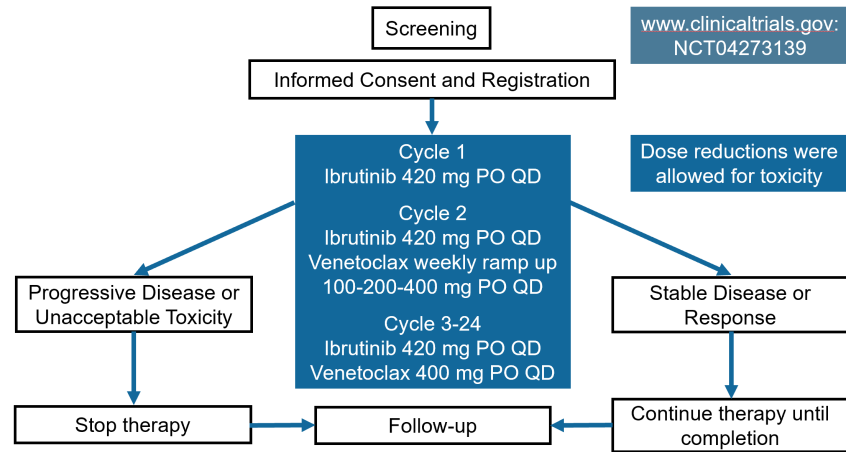 Screening
www.clinicaltrials.gov:
NCT04273139
Informed Consent and Registration
Cycle 1
Ibrutinib 420 mg PO QD
Dose reductions were
allowed for toxicity
Cycle 2
Ibrutinib 420 mg PO QD
Venetoclax weekly ramp up
100-200-400 mg PO QD
Progressive Disease or
Unacceptable Toxicity
Stable Disease or
Response
Cycle 3-24
Ibrutinib 420 mg PO QD
Venetoclax 400 mg PO QD
Stop therapy
Follow-up
Continue therapy until
completion